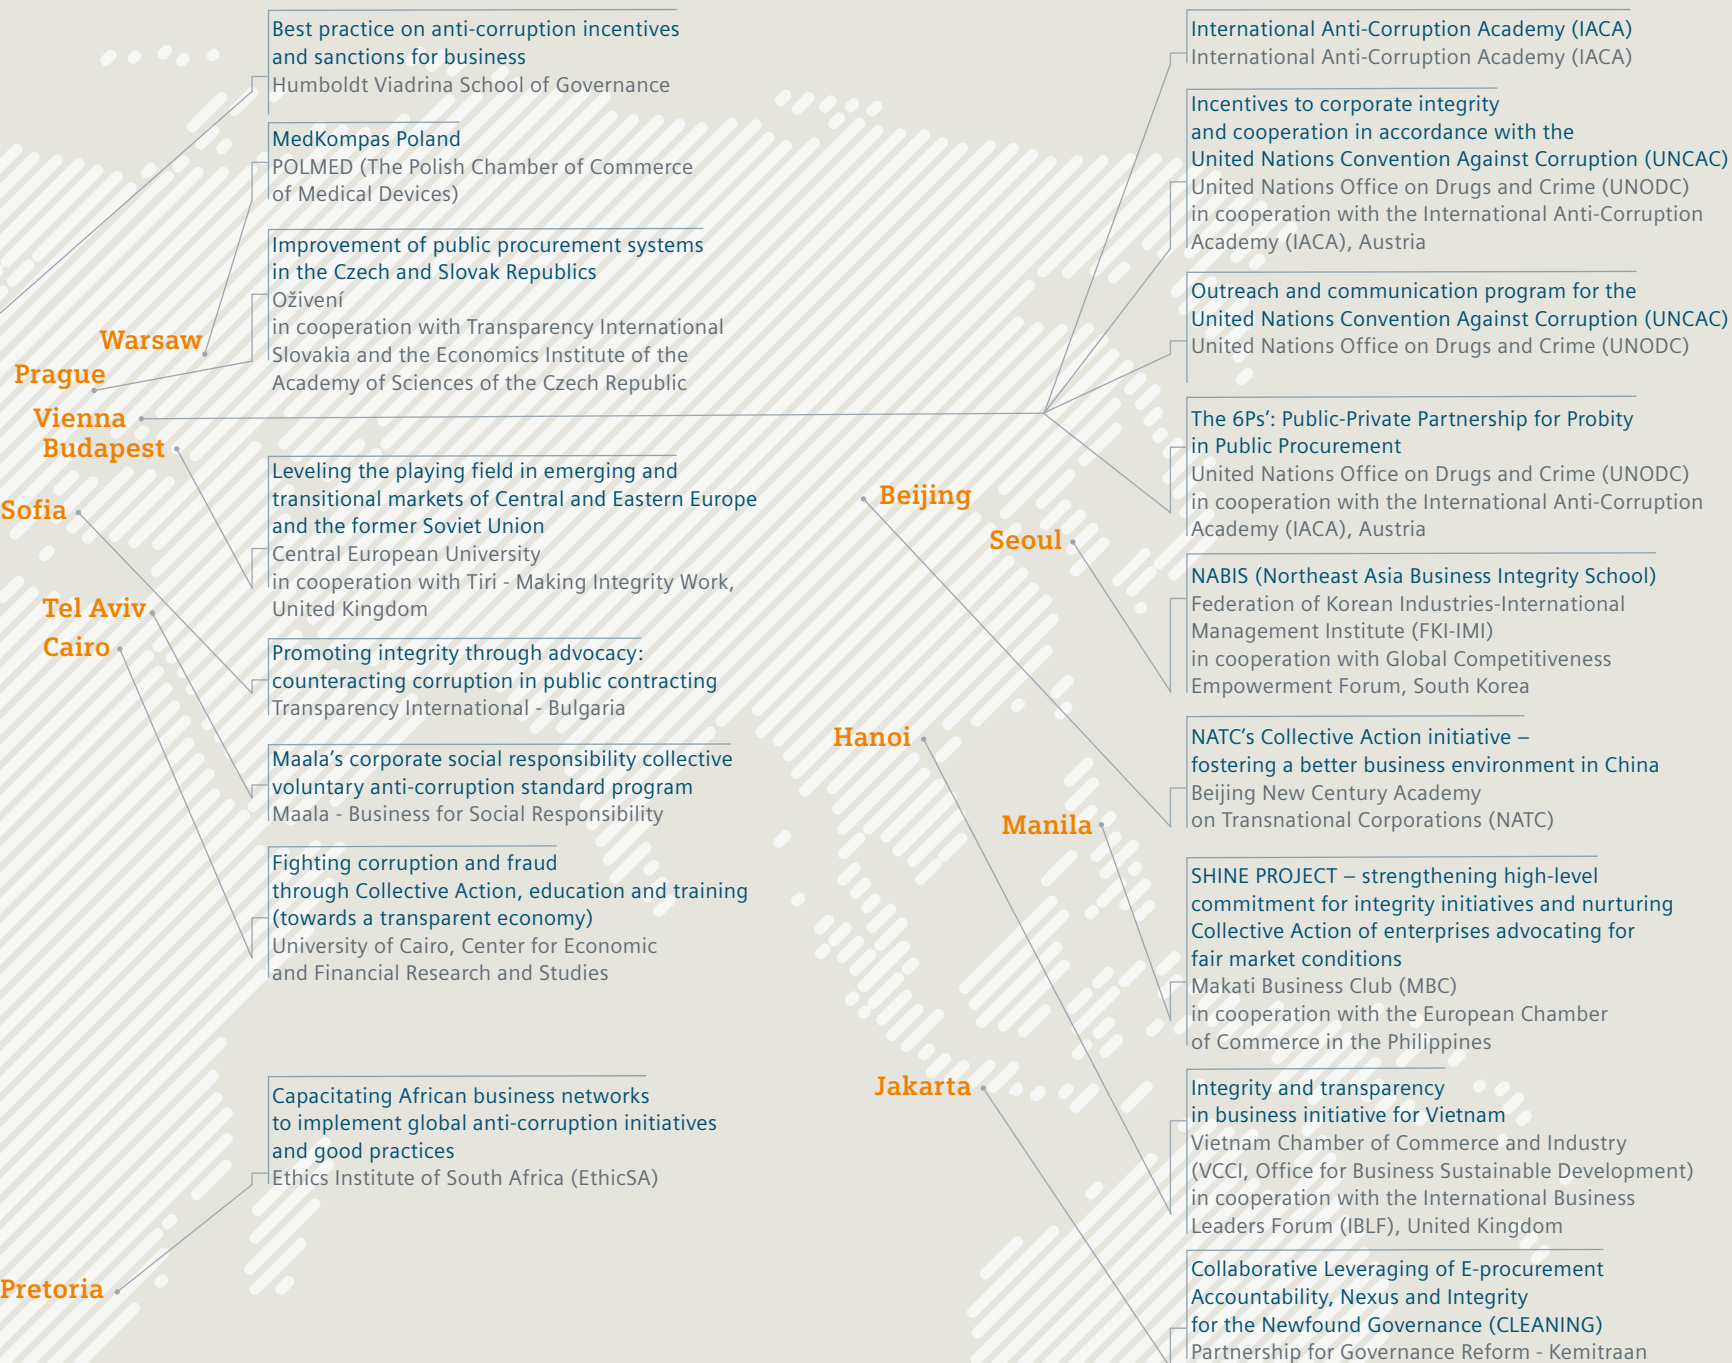 Best practice on anti-corruption incentives
and sanctions for business
Humboldt Viadrina School of Governance
MedKompas Poland
POLMED (The Polish Chamber of Commerce
of Medical Devices)
Improvement of public procurement systems
in the Czech and Slovak Republics
Oživení
in cooperation with Transparency International
Slovakia and the Economics Institute of the
Academy of Sciences of the Czech Republic
Warsaw
Prague
Vienna
Budapest
Leveling the playing field in emerging and
transitional markets of Central and Eastern Europe
and the former Soviet Union
Central European University
in cooperation with Tiri - Making Integrity Work,
United Kingdom
Sofia
Tel Aviv
Cairo
Promoting integrity through advocacy:
counteracting corruption in public contracting
Transparency International - Bulgaria
Maala's corporate social responsibility collective
voluntary anti-corruption standard program
Maala - Business for Social Responsibility
Fighting corruption and fraud
through Collective Action, education and training
(towards a transparent economy)
University of Cairo, Center for Economic
and Financial Research and Studies
Capacitating African business networks
to implement global anti-corruption initiatives
and good practices
Ethics Institute of South Africa (EthicSA)
Pretoria
Beijing
Seoul
Hanoi
Manila
Jakarta
International Anti-Corruption Academy (IACA)
International Anti-Corruption Academy (IACA)
Incentives to corporate integrity
and cooperation in accordance with the
United Nations Convention Against Corruption (UNCAC)
United Nations Office on Drugs and Crime (UNODC)
in cooperation with the International Anti-Corruption
Academy (IACA), Austria
Outreach and communication program for the
United Nations Convention Against Corruption (UNCAC)
United Nations Office on Drugs and Crime (UNODC)
The 6Ps': Public-Private Partnership for Probity
in Public Procurement
United Nations Office on Drugs and Crime (UNODC)
in cooperation with the International Anti-Corruption
Academy (IACA), Austria
NABIS (Northeast Asia Business Integrity School)
Federation of Korean Industries-International
Management Institute (FKI-IMI)
in cooperation with Global Competitiveness
Empowerment Forum, South Korea
NATC's Collective Action initiative –
fostering a better business environment in China
Beijing New Century Academy
on Transnational Corporations (NATC)
SHINE PROJECT – strengthening high-level
commitment for integrity initiatives and nurturing
Collective Action of enterprises advocating for
fair market conditions
Makati Business Club (MBC)
in cooperation with the European Chamber
of Commerce in the Philippines
Integrity and transparency
in business initiative for Vietnam
Vietnam Chamber of Commerce and Industry
(VCCI, Office for Business Sustainable Development)
in cooperation with the International Business
Leaders Forum (IBLF), United Kingdom
Collaborative Leveraging of E-procurement
Accountability, Nexus and Integrity
for the Newfound Governance (CLEANING)
Partnership for Governance Reform - Kemitraan